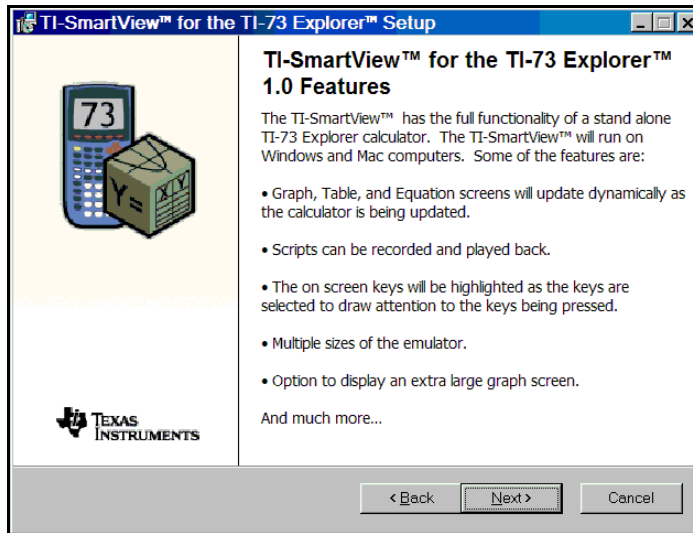 TI-SmartView™ for the TI-73 Explorer™ Setup
TI-SmartView™ for the TI-73 Explorer™
1.0 Features
The TI-SmartView™ has the full functionality of a stand alone
TI-73 Explorer calculator. The TI-SmartView™ will run on
Windows and Mac computers. Some of the features are:
• Graph, Table, and Equation screens will update dynamically as
the calculator is being updated.
• Scripts can be recorded and played back.
• The on screen keys will be highlighted as the keys are
selected to draw attention to the keys being pressed.
• Multiple sizes of the emulator.
• Option to display an extra large graph screen.
And much more...
73
Y=
X Y
TEXAS
INSTRUMENTS
< Back
Next >
Cancel